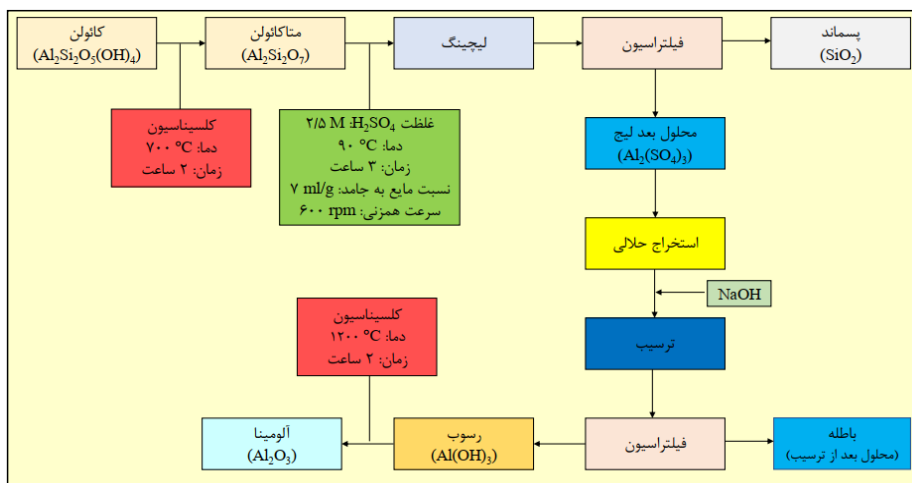 کائولن
(Al₂Si₂O₅(OH)₄)
متاکائولن
(Al₂Si₂O₇)
لیچینگ
فیلتراسیون
پسماند
(SiO₂)
کلسیناسیون
دما: ۷۰۰ °C
زمان: ۲ ساعت
غلظت H₂SO₄: ۲/۵ M
دما: ۹۰ °C
زمان: ۳ ساعت
نسبت مایع به جامد: ۷ ml/g
سرعت همزنی: ۶۰۰ rpm
محلول بعد لیچ
(Al₂(SO₄)₃)
استخراج حلالی
NaOH
ترسیب
کلسیناسیون
دما: ۱۲۰۰ °C
زمان: ۲ ساعت
فیلتراسیون
باطله
(محلول بعد از ترسیب)
رسوب
(Al(OH)₃)
آلومینا
(Al₂O₃)